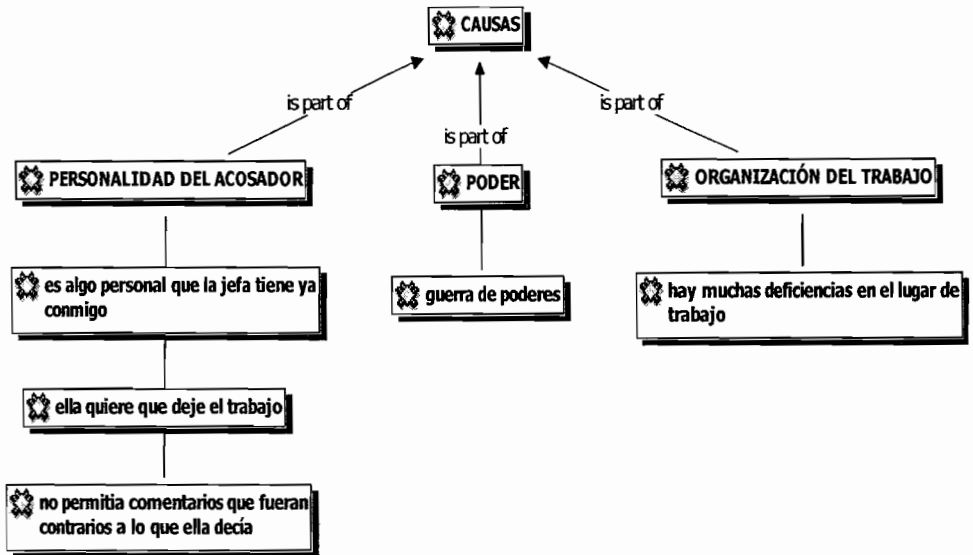 CAUSAS
is part of
is part of
is part of
PERSONALIDAD DEL ACOSADOR
PODER
ORGANIZACIÓN DEL TRABAJO
es algo personal que la jefa tiene ya
conmigo
guerra de poderes
hay muchas deficiencias en el lugar de
trabajo
ella quiere que deje el trabajo
no permitia comentarios que fueran
contrarios a lo que ella decía